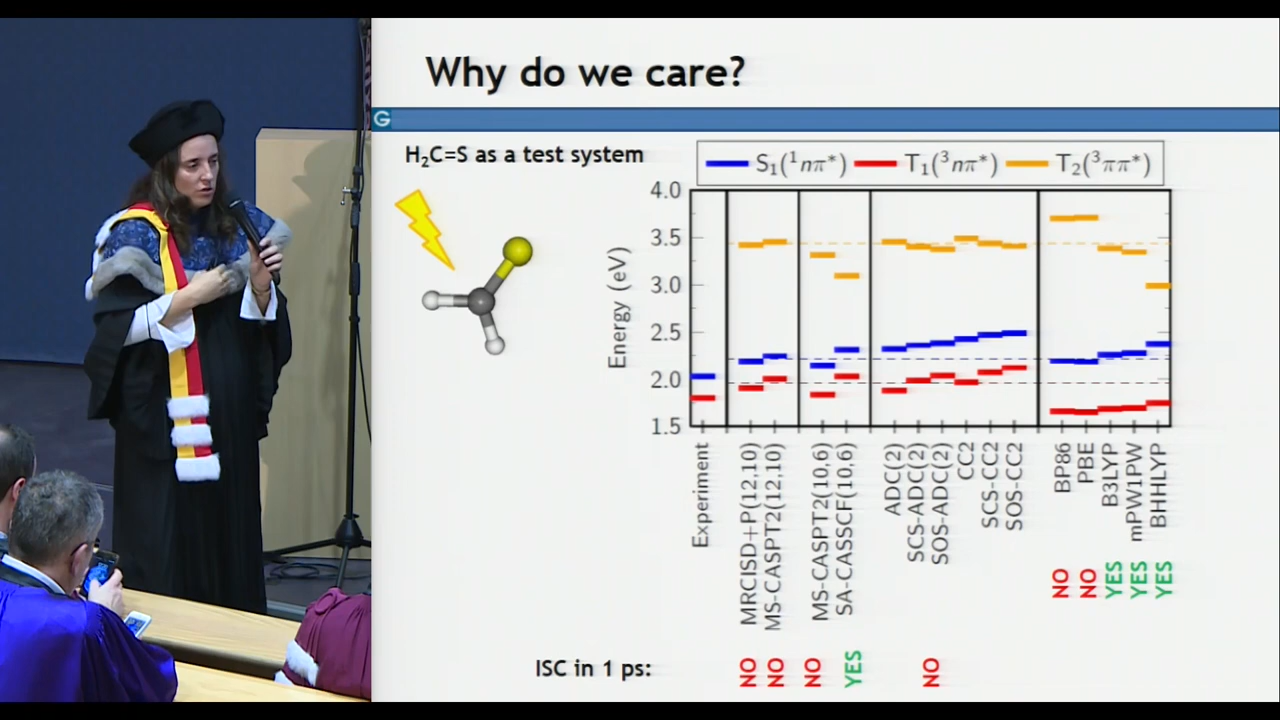 Why do we care?
G
H₂C=S as a test system
S₁(¹nπ*) T₁(³nπ*) T₂(³ππ*)
4.0
3.5
3.0
2.5
2.0
1.5
Energy (eV)
Experiment
MRCISD+P(12,10)
MS-CASPT2(12,10)
MS-CASPT2(10,6)
SA-CASSCF(10,6)
ADC(2)
SCS-ADC(2)
SOS-ADC(2)
CC2
SCS-CC2
SOS-CC2
BP86
PBE
B3LYP
mPW1PW
BHHLYP
NO NO YES YES YES
ISC in 1 ps: NO NO NO YES NO